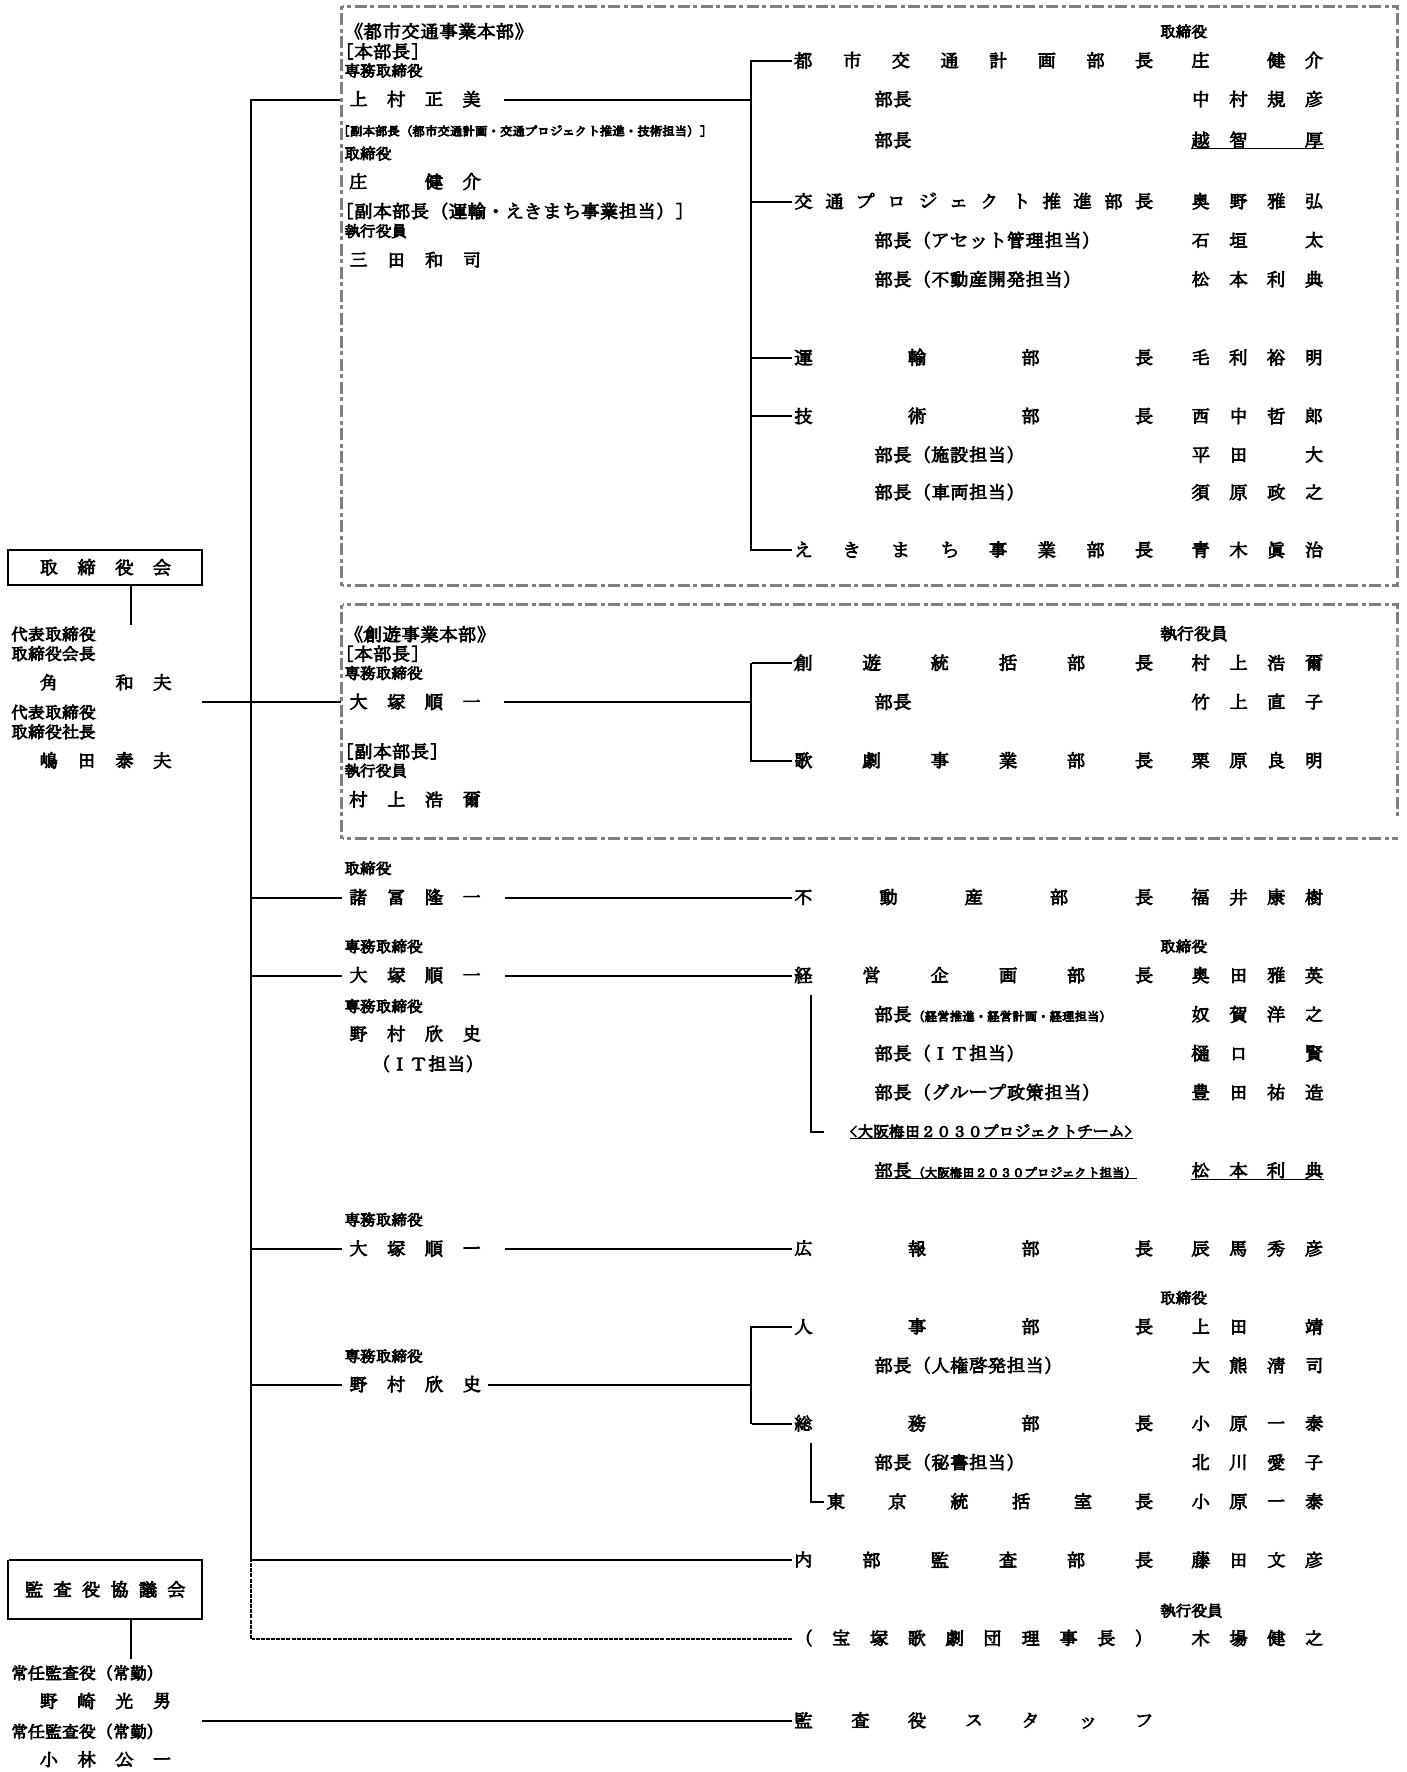 《都市交通事業本部》
[本部長]
専務取締役
上村正美
[副本部長(都市交通計画・交通プロジェクト推進・技術担当)]
取締役
庄健介
[副本部長(運輸・えきまち事業担当)]
執行役員
三田和司
取締役
都市交通計画部長 庄健介
部長 中村規彦
部長 越智厚
交通プロジェクト推進部長 奥野雅弘
部長(アセット管理担当) 石垣太
部長(不動産開発担当) 松本利典
運輸部長 毛利裕明
技術部長 西中哲郎
部長(施設担当) 平田大
部長(車両担当) 須原政之
えきまち事業部長 青木眞治
取締役会
代表取締役
取締役会長
角和夫
代表取締役
取締役社長
嶋田泰夫
《創遊事業本部》
[本部長]
専務取締役
大塚順一
[副本部長]
執行役員
村上浩爾
執行役員
創遊統括部長 村上浩爾
部長 竹上直子
歌劇事業部長 栗原良明
取締役
諸冨隆一 不動産部長 福井康樹
専務取締役 取締役
大塚順一 経営企画部長 奥田雅英
専務取締役
野村欣史
(IT担当)
部長(経営推進・経営計画・経理担当) 奴賀洋之
部長(IT担当) 樋口賢
部長(グループ政策担当) 豊田祐造
<大阪梅田2030プロジェクトチーム>
部長(大阪梅田2030プロジェクト担当) 松本利典
専務取締役
大塚順一 広報部長 辰馬秀彦
取締役
人事部長 上田靖
専務取締役
野村欣史
部長(人権啓発担当) 大熊清司
総務部長 小原一泰
部長(秘書担当) 北川愛子
東京統括室長 小原一泰
内部監査部長 藤田文彦
執行役員
(宝塚歌劇団理事長) 木場健之
監査役協議会
常任監査役(常勤)
野崎光男
常任監査役(常勤)
小林公一
監査役スタッフ